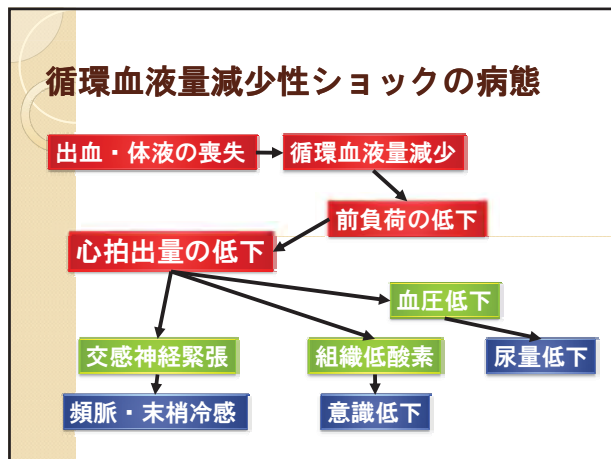 循環血液量減少性ショックの病態
出血・体液の喪失
循環血液量減少
前負荷の低下
心拍出量の低下
血圧低下
交感神経緊張
組織低酸素
尿量低下
頻脈・末梢冷感
意識低下